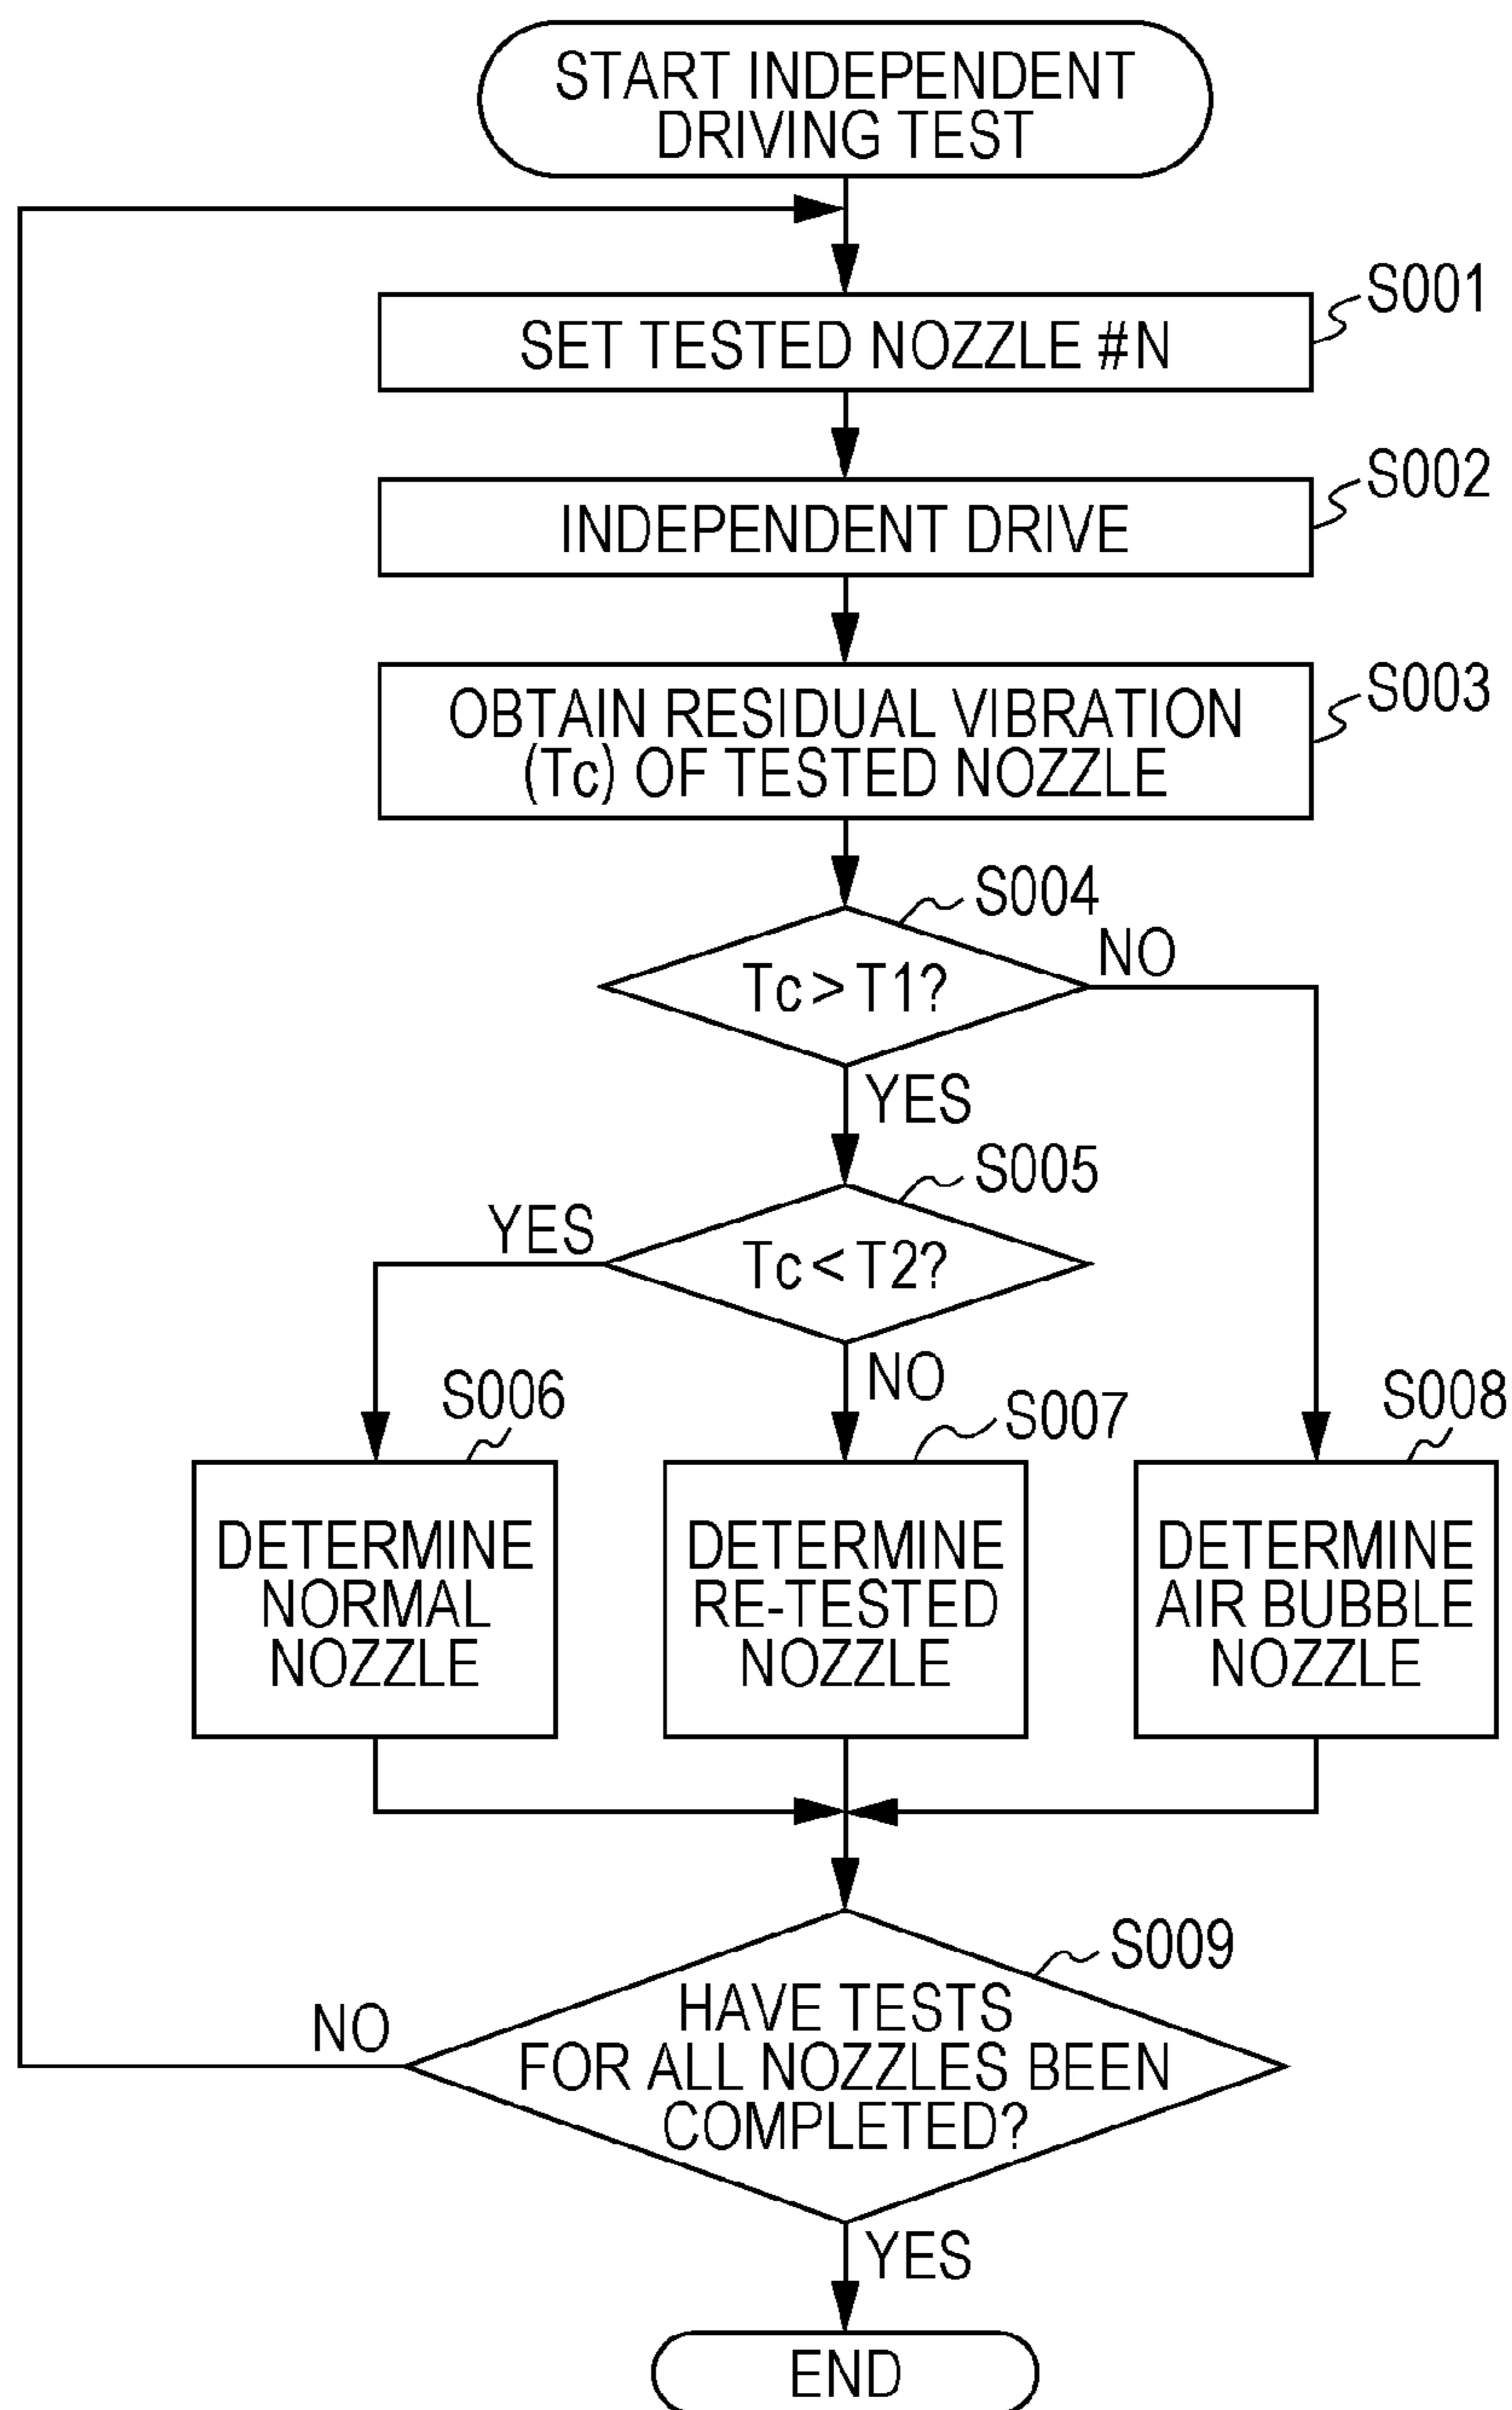 START INDEPENDENT
DRIVING TEST
S001
SET TESTED NOZZLE #N
S002
INDEPENDENT DRIVE
S003
OBTAIN RESIDUAL VIBRATION
(Tc) OF TESTED NOZZLE
S004
Tc > T1?
NO
YES
S005
YES
Tc < T2?
NO
S006
DETERMINE
NORMAL
NOZZLE
S007
DETERMINE
RE-TESTED
NOZZLE
S008
DETERMINE
AIR BUBBLE
NOZZLE
S009
HAVE TESTS
FOR ALL NOZZLES BEEN
COMPLETED?
NO
YES
END